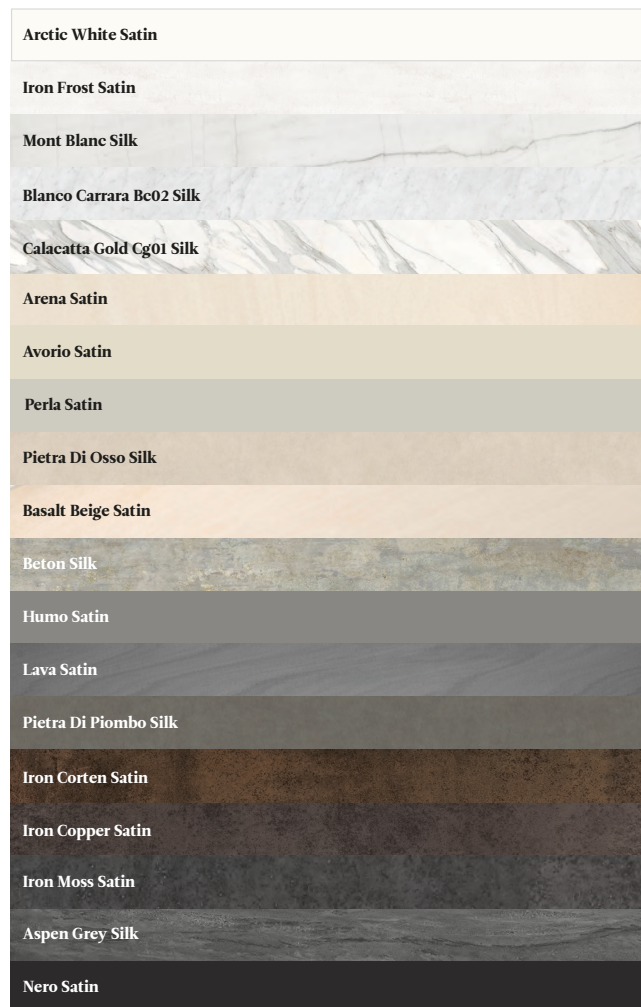 Arctic White Satin
Iron Frost Satin
Mont Blanc Silk
Blanco Carrara Bc02 Silk
Calacatta Gold Cg01 Silk
Arena Satin
Avorio Satin
Perla Satin
Pietra Di Osso Silk
Basalt Beige Satin
Beton Silk
Humo Satin
Lava Satin
Pietra Di Piombo Silk
Iron Corten Satin
Iron Copper Satin
Iron Moss Satin
Aspen Grey Silk
Nero Satin